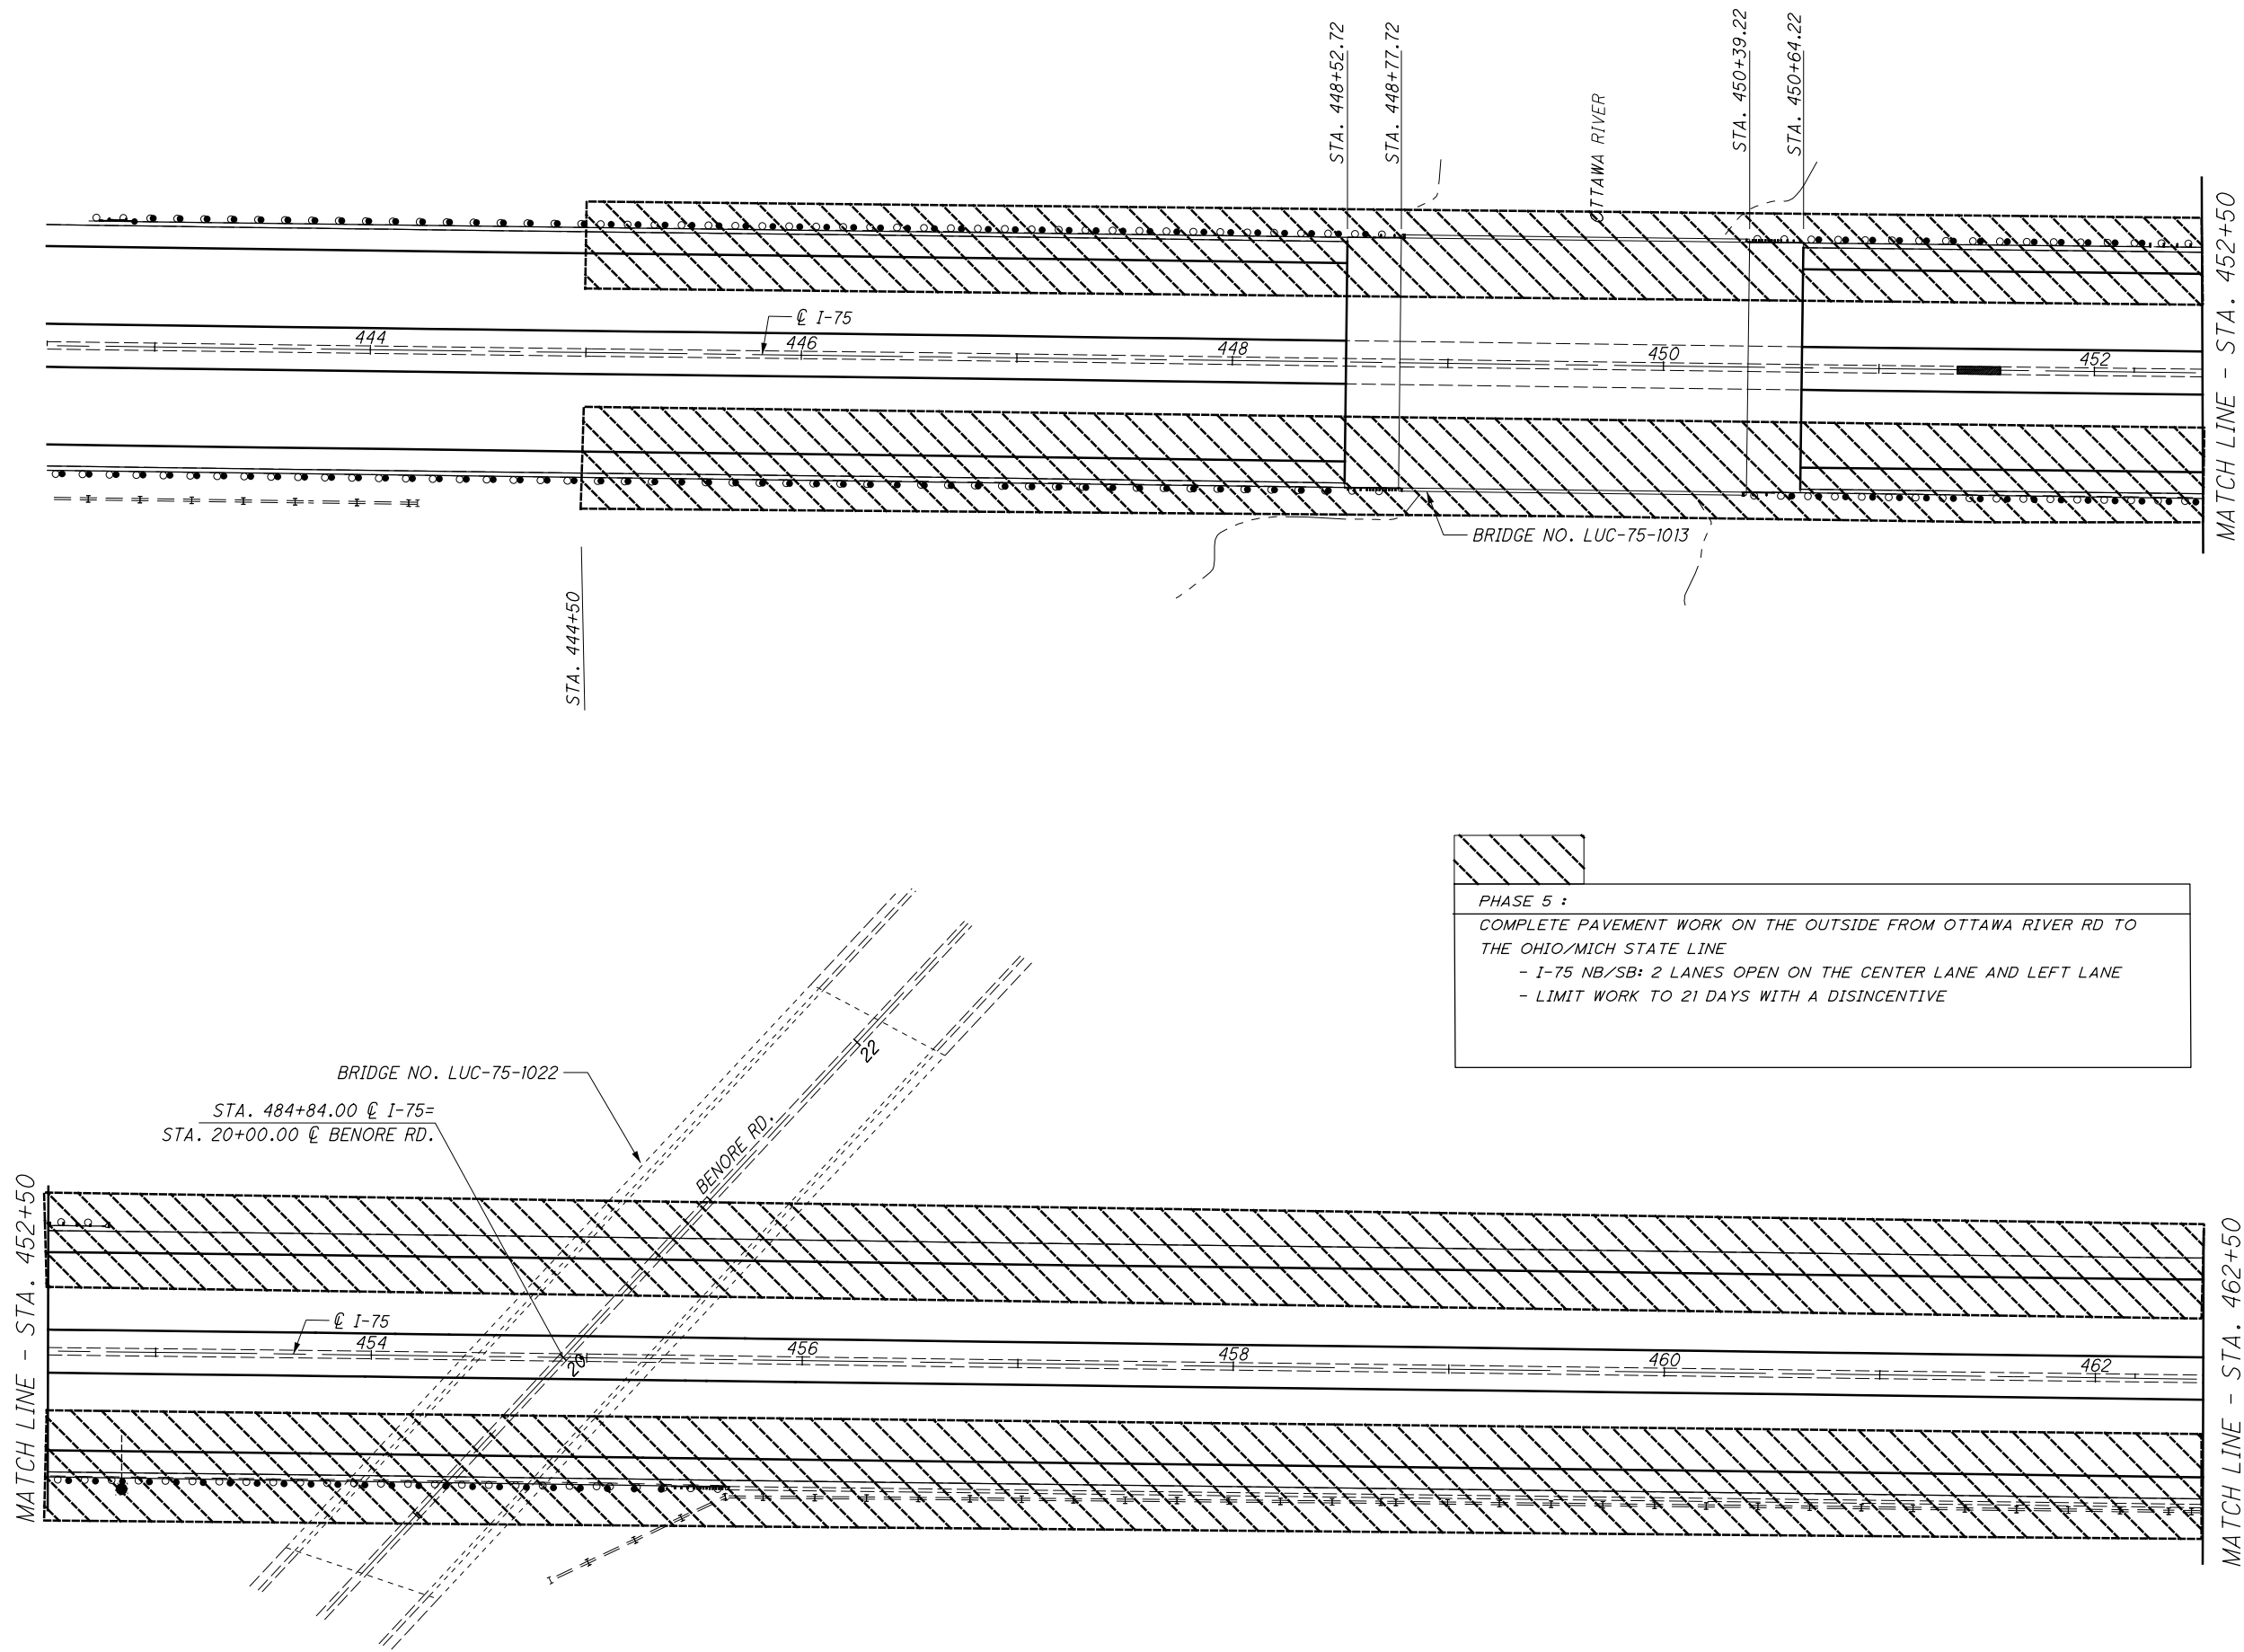 STA. 448+52.72
STA. 448+77.72
OTTAWA RIVER
STA. 450+39.22
STA. 450+64.22
MATCH LINE - STA. 452+50
℄ I-75
444
446
448
450
452
BRIDGE NO. LUC-75-1013
STA. 444+50
PHASE 5 :
COMPLETE PAVEMENT WORK ON THE OUTSIDE FROM OTTAWA RIVER RD TO
THE OHIO/MICH STATE LINE
- I-75 NB/SB: 2 LANES OPEN ON THE CENTER LANE AND LEFT LANE
- LIMIT WORK TO 21 DAYS WITH A DISINCENTIVE
22
BRIDGE NO. LUC-75-1022
STA. 484+84.00 ℄ I-75=
STA. 20+00.00 ℄ BENORE RD.
BENORE RD.
MATCH LINE - STA. 452+50
℄ I-75
454
20
456
458
460
462
MATCH LINE - STA. 462+50